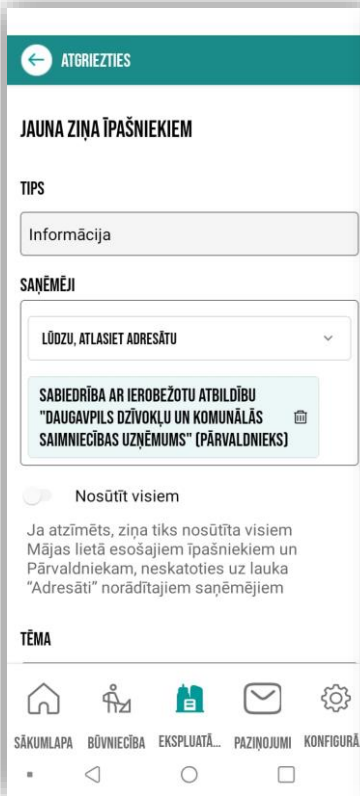 ATGRIEZTIES
JAUNA ZIŅA ĪPAŠNIEKIEM
TIPS
Informācija
SAŅĒMĒJI
LŪDZU, ATLASIET ADRESĀTU
SABIEDRĪBA AR IEROBEŽOTU ATBILDĪBU
"DAUGAVPILS DZĪVOKĻU UN KOMUNĀLĀS
SAIMNIECĪBAS UZŅĒMUMS" (PĀRVALDNIEKS)
Nosūtīt visiem
Ja atzīmēts, ziņa tiks nosūtīta visiem
Mājas lietā esošajiem īpašniekiem un
Pārvaldniekam, neskatoties uz lauka
“Adresāti” norādītajiem saņēmējiem
TĒMA
SĀKUMLAPA BŪVNIECĪBA EKSPLUATĀ... PAZIŅOJUMI KONFIGURĀ